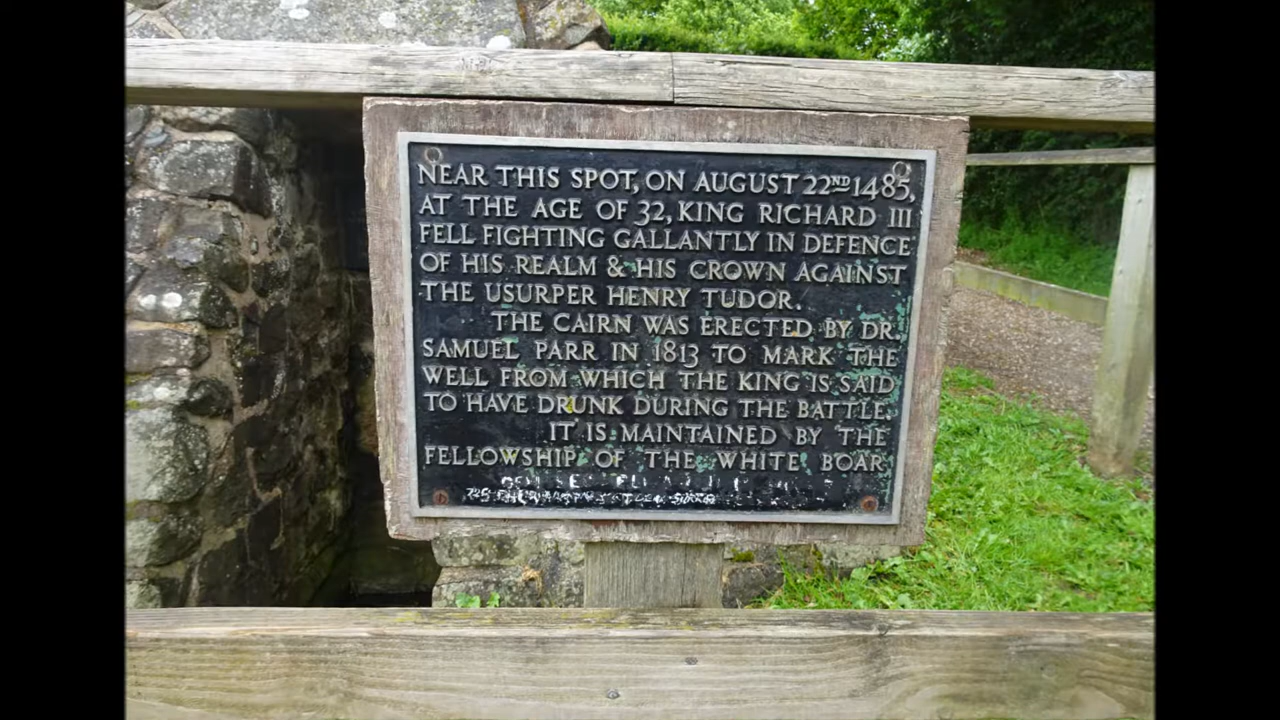 NEAR THIS SPOT, ON AUGUST 22ND 1485,
AT THE AGE OF 32, KING RICHARD III
FELL FIGHTING GALLANTLY IN DEFENCE
OF HIS REALM & HIS CROWN AGAINST
THE USURPER HENRY TUDOR.
THE CAIRN WAS ERECTED BY DR.
SAMUEL PARR IN 1813 TO MARK THE
WELL FROM WHICH THE KING IS SAID
TO HAVE DRUNK DURING THE BATTLE.
IT IS MAINTAINED BY THE
FELLOWSHIP OF THE WHITE BOAR